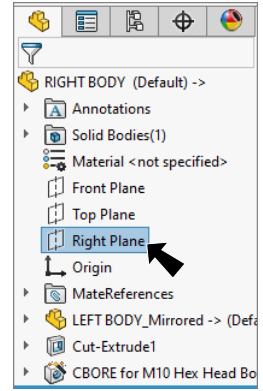 RIGHT BODY (Default) ->
Annotations
Solid Bodies(1)
Material <not specified>
Front Plane
Top Plane
Right Plane
Origin
MateReferences
LEFT BODY_Mirrored -> (Defa
Cut-Extrude1
CBORE for M10 Hex Head Bo